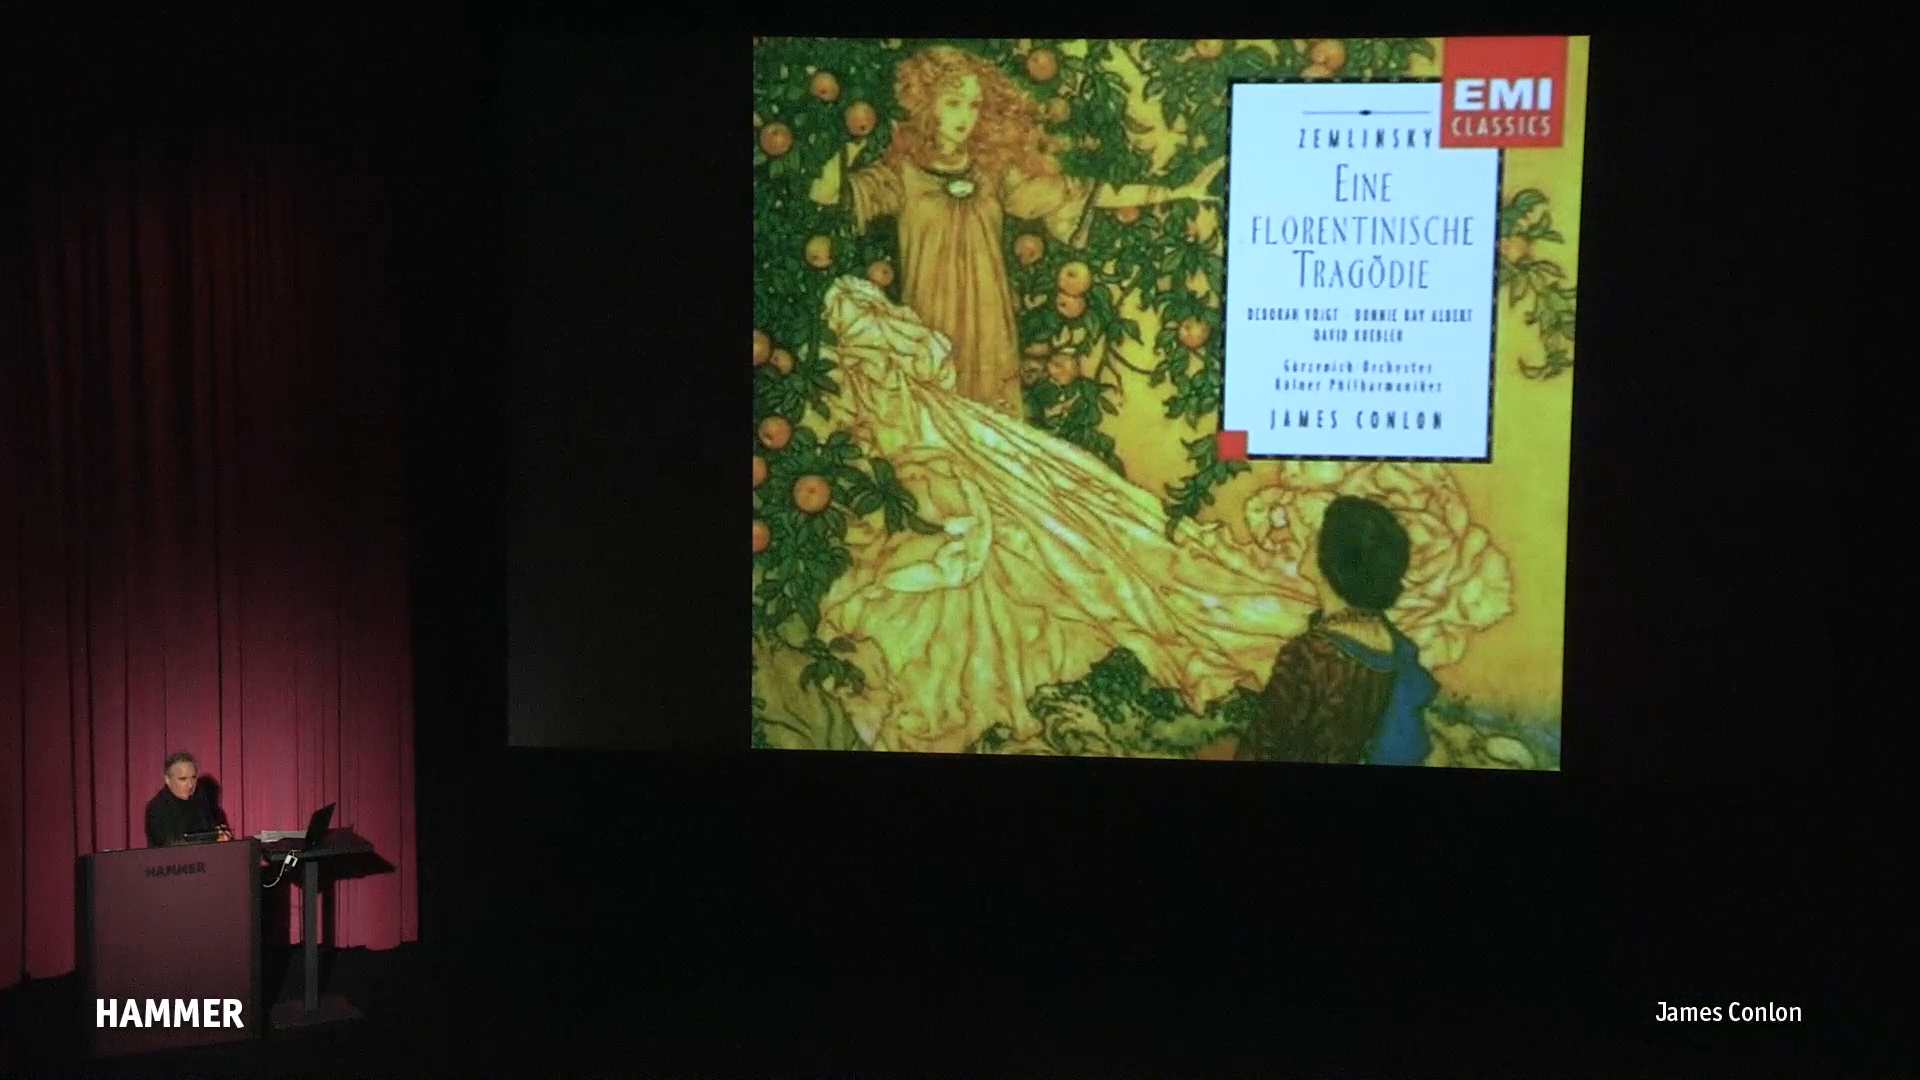 EMI
CLASSICS
ZEMLINSKY
EINE
FLORENTINISCHE
TRAGÖDIE
DEBORAH VOIGT · DONNIE RAY ALBERT
DAVID KUEBLER
Gürzenich-Orchester
Kölner Philharmoniker
JAMES CONLON
HAMMER
HAMMER
James Conlon